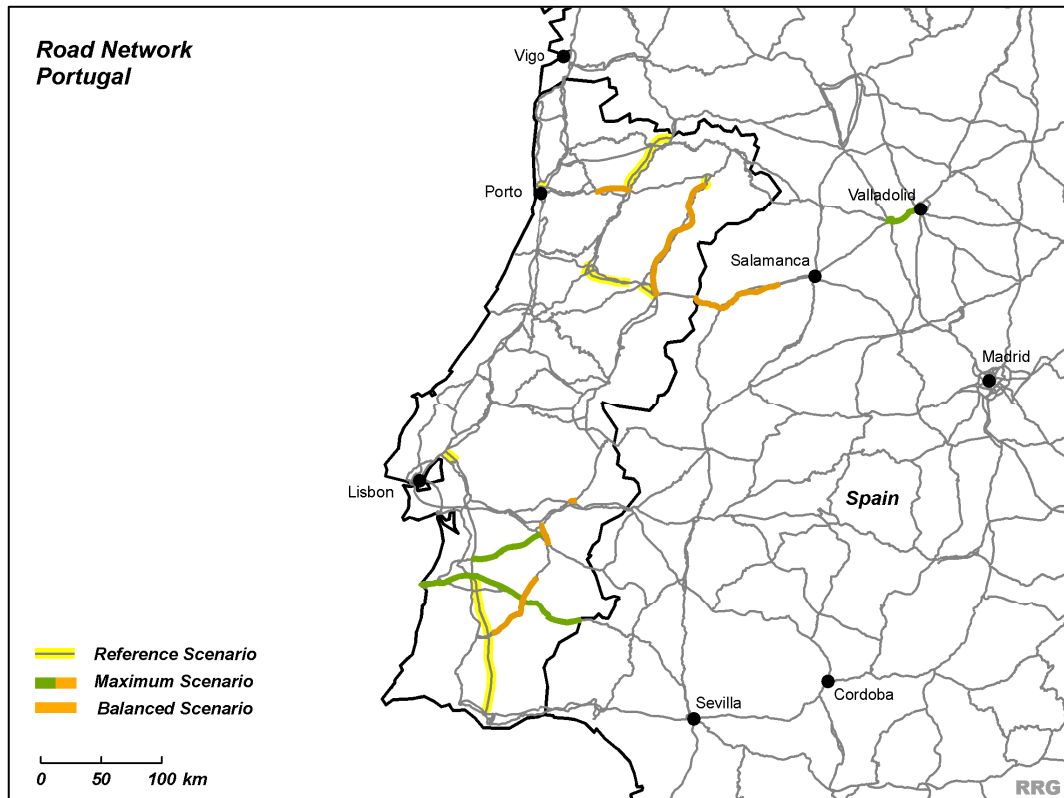 Road Network
Portugal
Vigo
Porto
Valladolid
Salamanca
Madrid
Lisbon
Spain
Reference Scenario
Maximum Scenario
Balanced Scenario
Cordoba
Sevilla
0 50 100 km
RRG